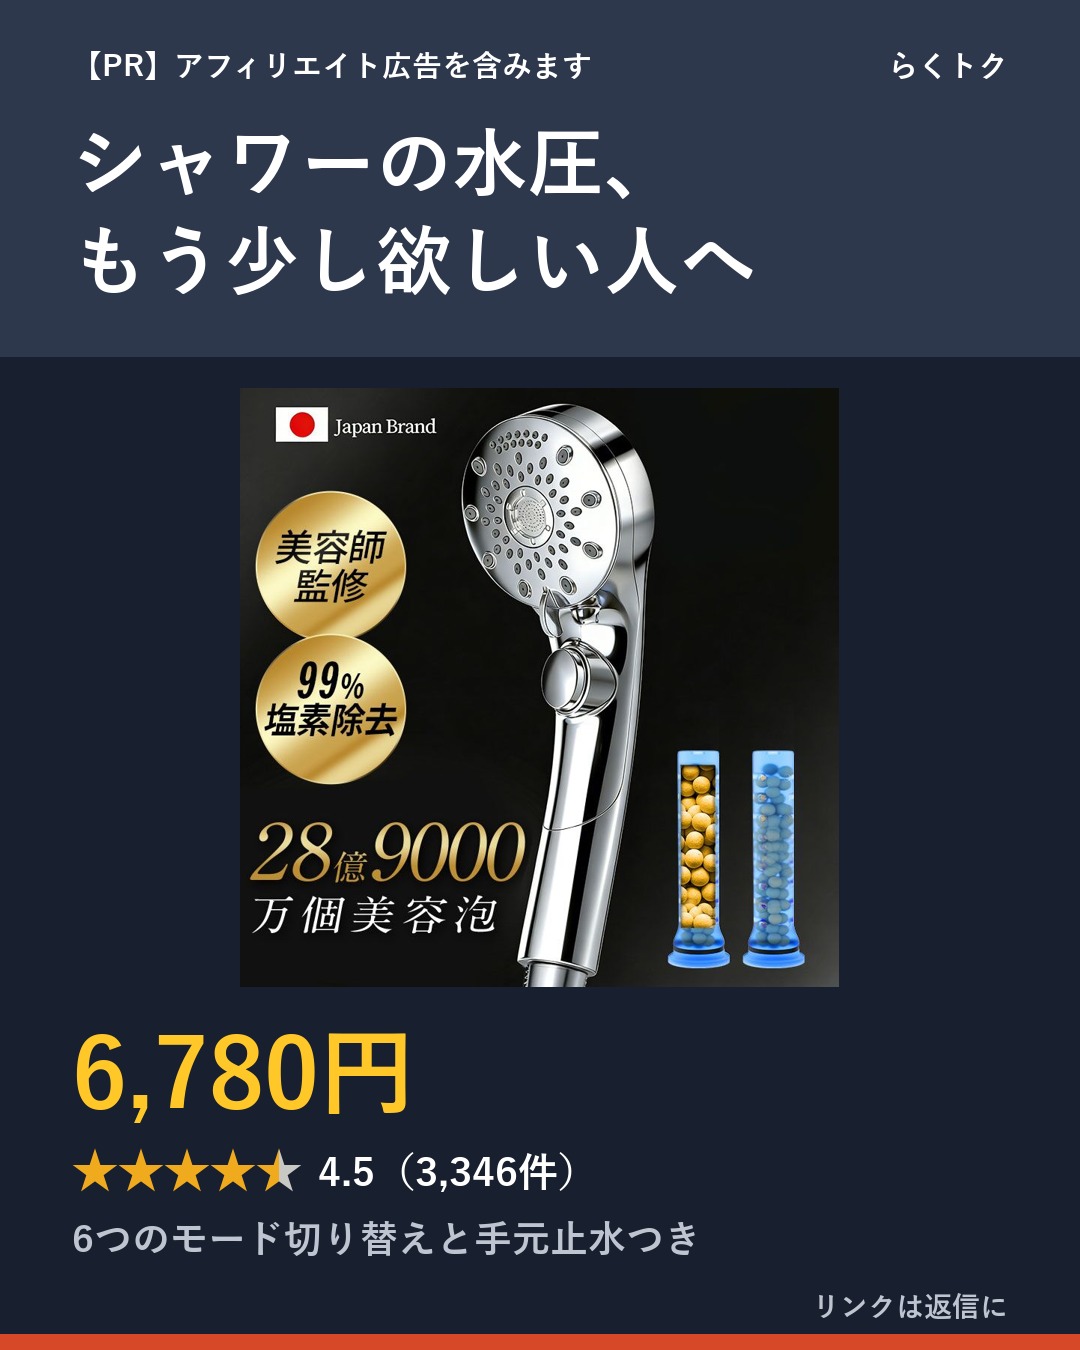 【PR】アフィリエイト広告を含みます
らくトク
シャワーの水圧、
もう少し欲しい人へ
Japan Brand
美容師
監修
99%
塩素除去
28億9000
万個美容泡
6,780円
★★★★★ 4.5（3,346件）
6つのモード切り替えと手元止水つき
リンクは返信に